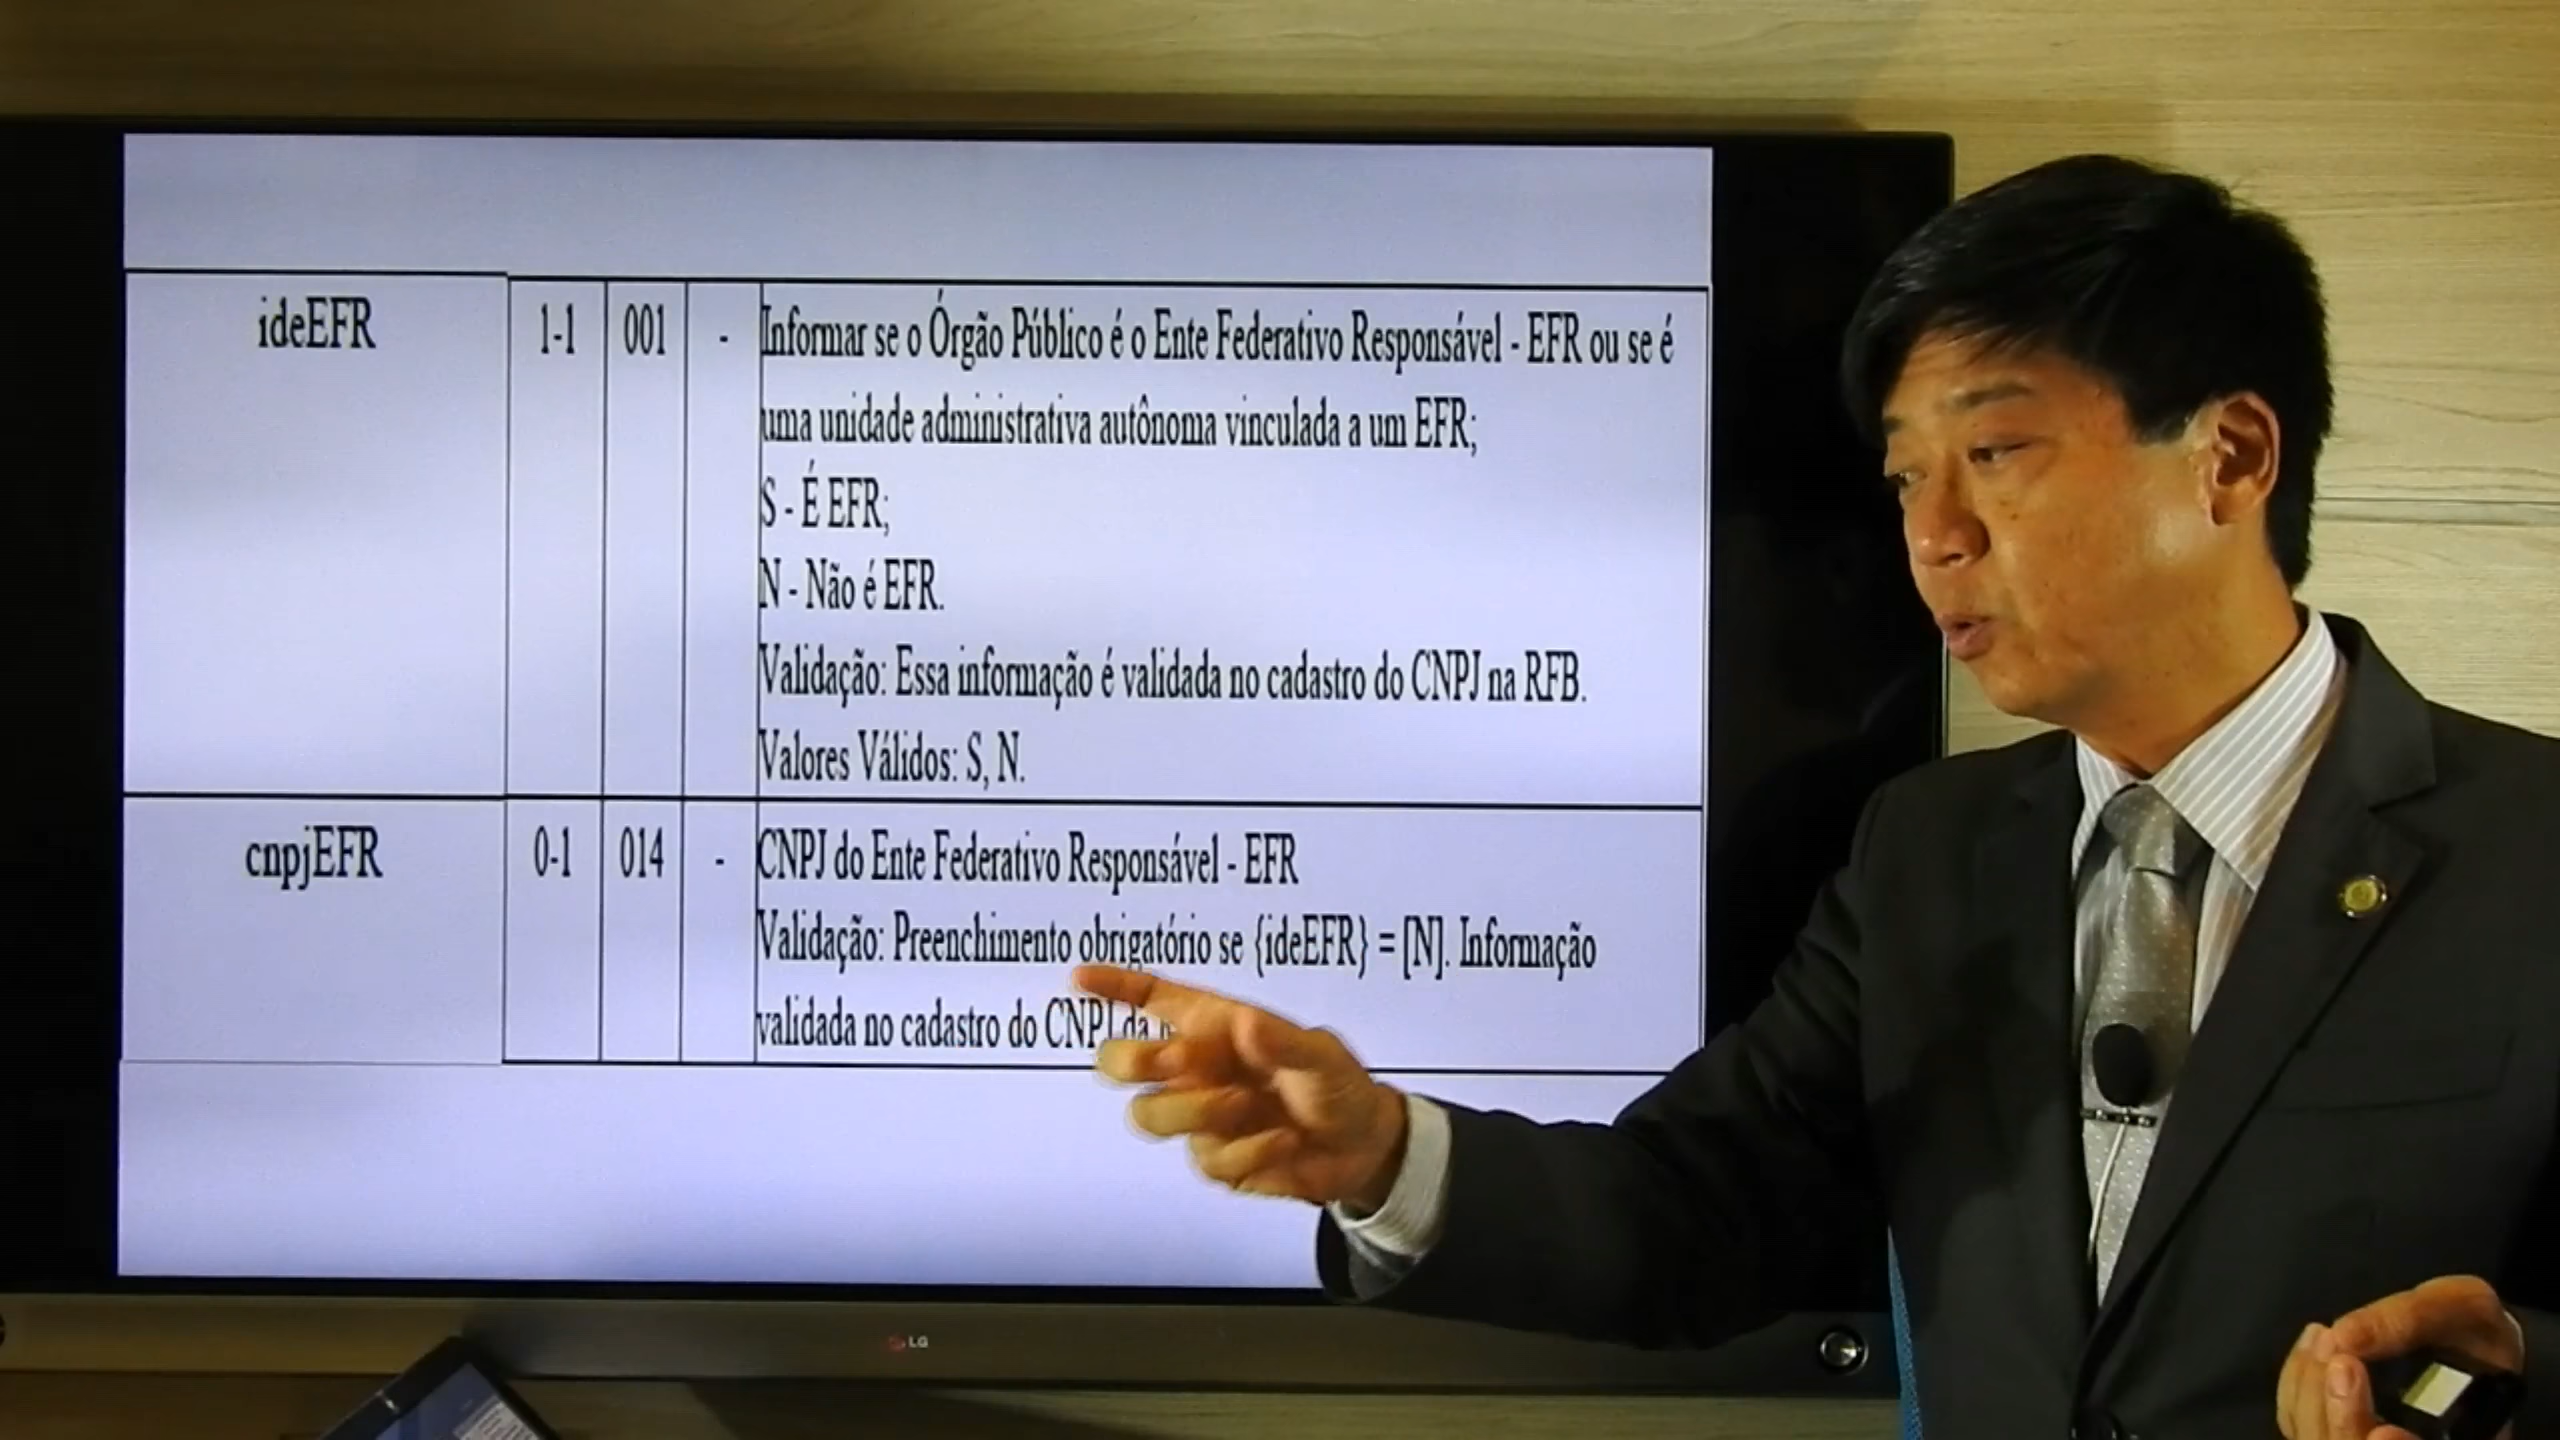 ideEFR 1-1 001 - Informar se o Órgão Público é o Ente Federativo Responsável - EFR ou se é
uma unidade administrativa autônoma vinculada a um EFR;
S - É EFR;
N - Não é EFR.
Validação: Essa informação é validada no cadastro do CNPJ na RFB.
Valores Válidos: S, N.
cnpjEFR 0-1 014 - CNPJ do Ente Federativo Responsável - EFR
Validação: Preenchimento obrigatório se {ideEFR} = [N]. Informação
validada no cadastro do CNPJ da
LG